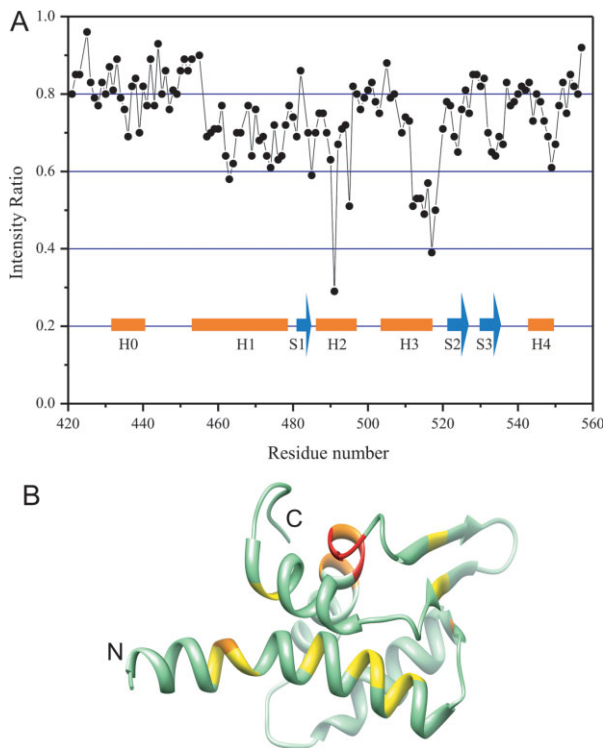 A
Intensity Ratio
1.0
0.8
0.6
0.4
0.2
0.0
H0 H1 S1 H2 H3 S2 S3 H4
420 440 460 480 500 520 540 560
Residue number
B
C
N